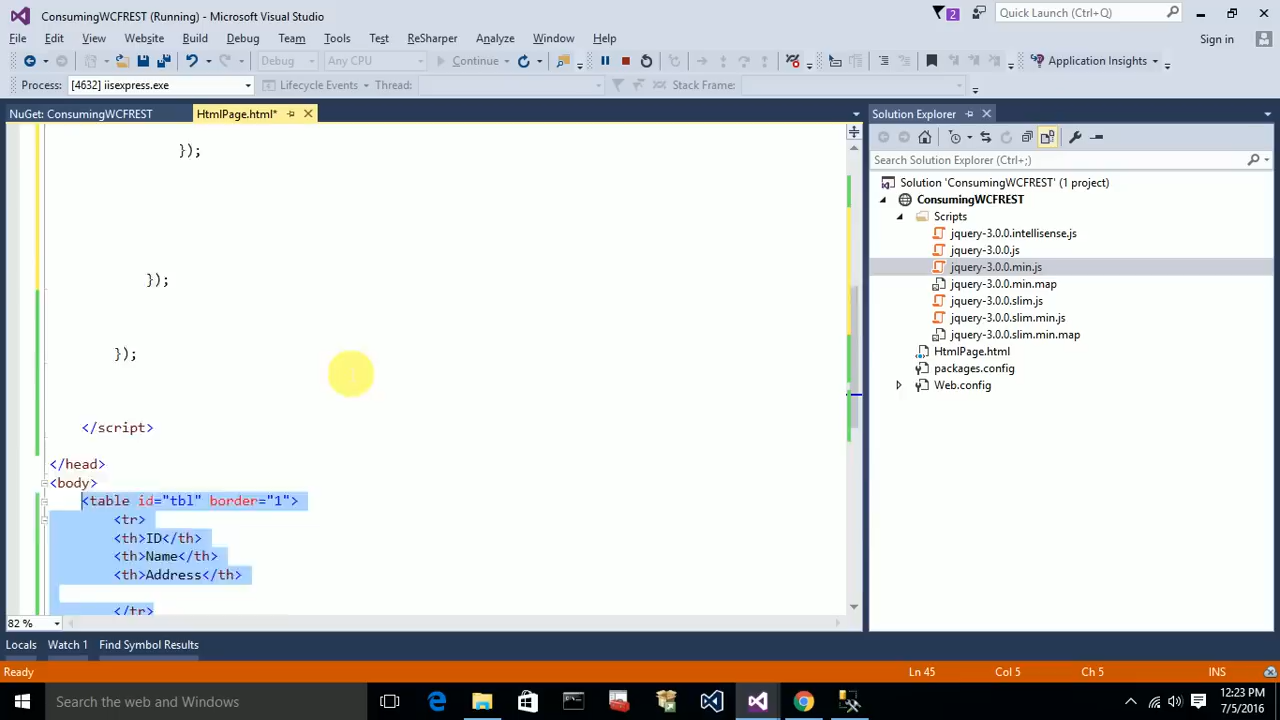 ConsumingWCFREST (Running) - Microsoft Visual Studio
2
Quick Launch (Ctrl+Q)
File Edit View Website Build Debug Team Tools Test ReSharper Analyze Window Help
Sign in
Debug Any CPU Continue Application Insights
Process: [4632] iisexpress.exe Lifecycle Events Thread: Stack Frame:
NuGet: ConsumingWCFREST HtmlPage.html*
});
});
});
</script>
</head>
<body>
<table id="tbl" border="1">
<tr>
<th>ID</th>
<th>Name</th>
<th>Address</th>
</tr>
82 %
Solution Explorer
Search Solution Explorer (Ctrl+;)
Solution 'ConsumingWCFREST' (1 project)
ConsumingWCFREST
Scripts
jquery-3.0.0.intellisense.js
jquery-3.0.0.js
jquery-3.0.0.min.js
jquery-3.0.0.min.map
jquery-3.0.0.slim.js
jquery-3.0.0.slim.min.js
jquery-3.0.0.slim.min.map
HtmlPage.html
packages.config
Web.config
Locals Watch 1 Find Symbol Results
Ready Ln 45 Col 5 Ch 5 INS
Search the web and Windows
12:23 PM
7/5/2016